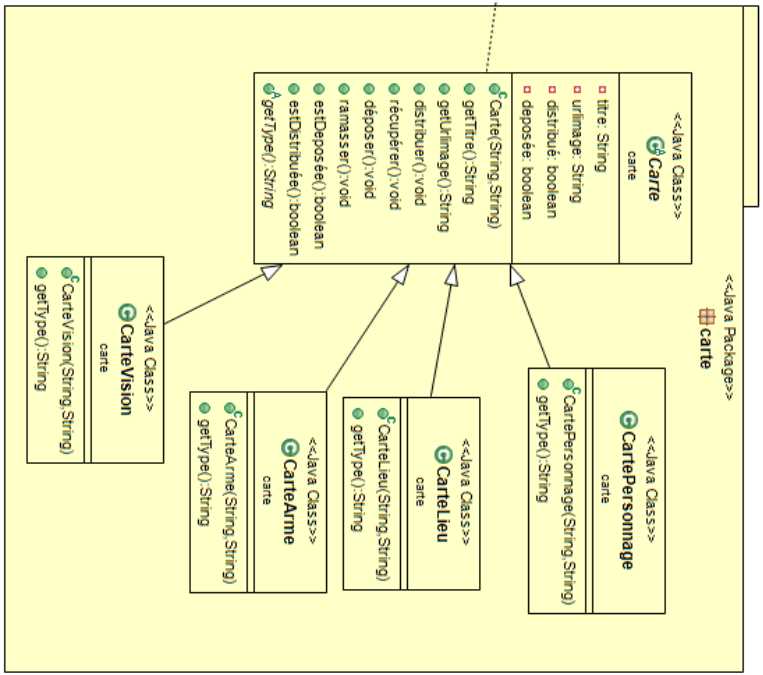 <<Java Package>>
carte
<<Java Class>>
Carte
carte
titre: String
urlImage: String
distribué: boolean
deposée: boolean
Carte(String,String)
getTitre():String
getUrlImage():String
distribuer():void
récupérer():void
déposer():void
ramasser():void
estDeposée():boolean
estDistribuée():boolean
getType():String
<<Java Class>>
CartePersonnage
carte
CartePersonnage(String,String)
getType():String
<<Java Class>>
CarteLieu
carte
CarteLieu(String,String)
getType():String
<<Java Class>>
CarteArme
carte
CarteArme(String,String)
getType():String
<<Java Class>>
CarteVision
carte
CarteVision(String,String)
getType():String